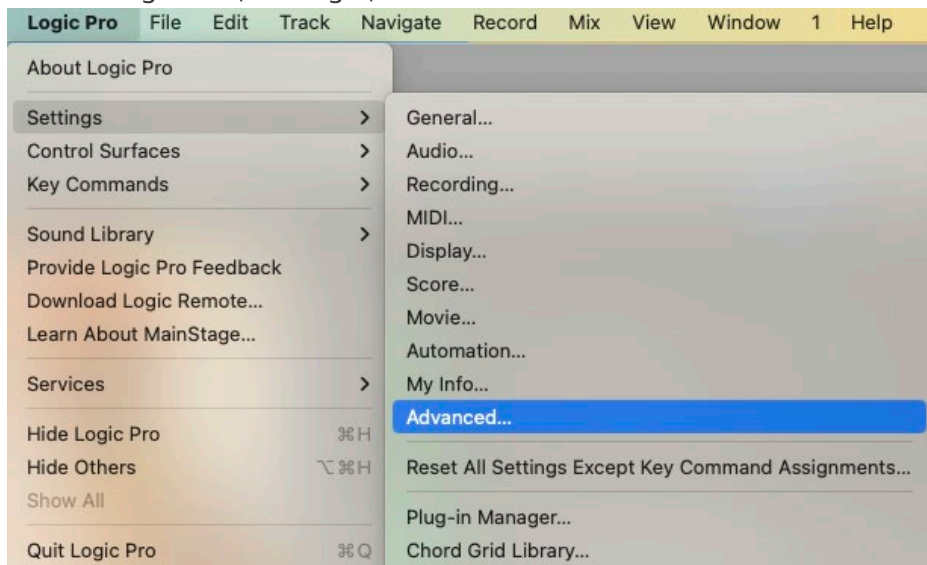 Logic Pro File Edit Track Navigate Record Mix View Window 1 Help
About Logic Pro
Settings >
Control Surfaces >
Key Commands >
Sound Library >
Provide Logic Pro Feedback
Download Logic Remote...
Learn About MainStage...
Services >
Hide Logic Pro ⌘H
Hide Others ⌥⌘H
Show All
Quit Logic Pro ⌘Q
General...
Audio...
Recording...
MIDI...
Display...
Score...
Movie...
Automation...
My Info...
Advanced...
Reset All Settings Except Key Command Assignments...
Plug-in Manager...
Chord Grid Library...